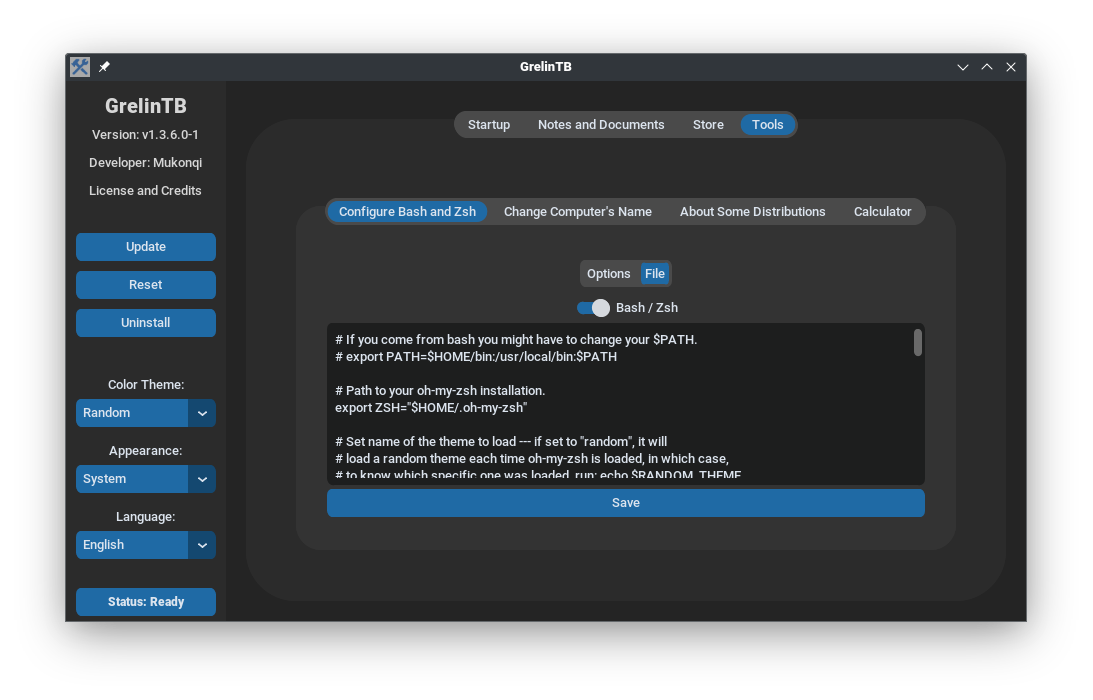 GrelinTB
GrelinTB
Version: v1.3.6.0-1
Developer: Mukonqi
License and Credits
Update
Reset
Uninstall
Color Theme:
Random
Appearance:
System
Language:
English
Status: Ready
Startup Notes and Documents Store Tools
Configure Bash and Zsh Change Computer's Name About Some Distributions Calculator
Options File
Bash / Zsh
# If you come from bash you might have to change your $PATH.
# export PATH=$HOME/bin:/usr/local/bin:$PATH
# Path to your oh-my-zsh installation.
export ZSH="$HOME/.oh-my-zsh"
# Set name of the theme to load --- if set to "random", it will
# load a random theme each time oh-my-zsh is loaded, in which case,
# to know which specific one was loaded, run: echo $RANDOM_THEME
Save